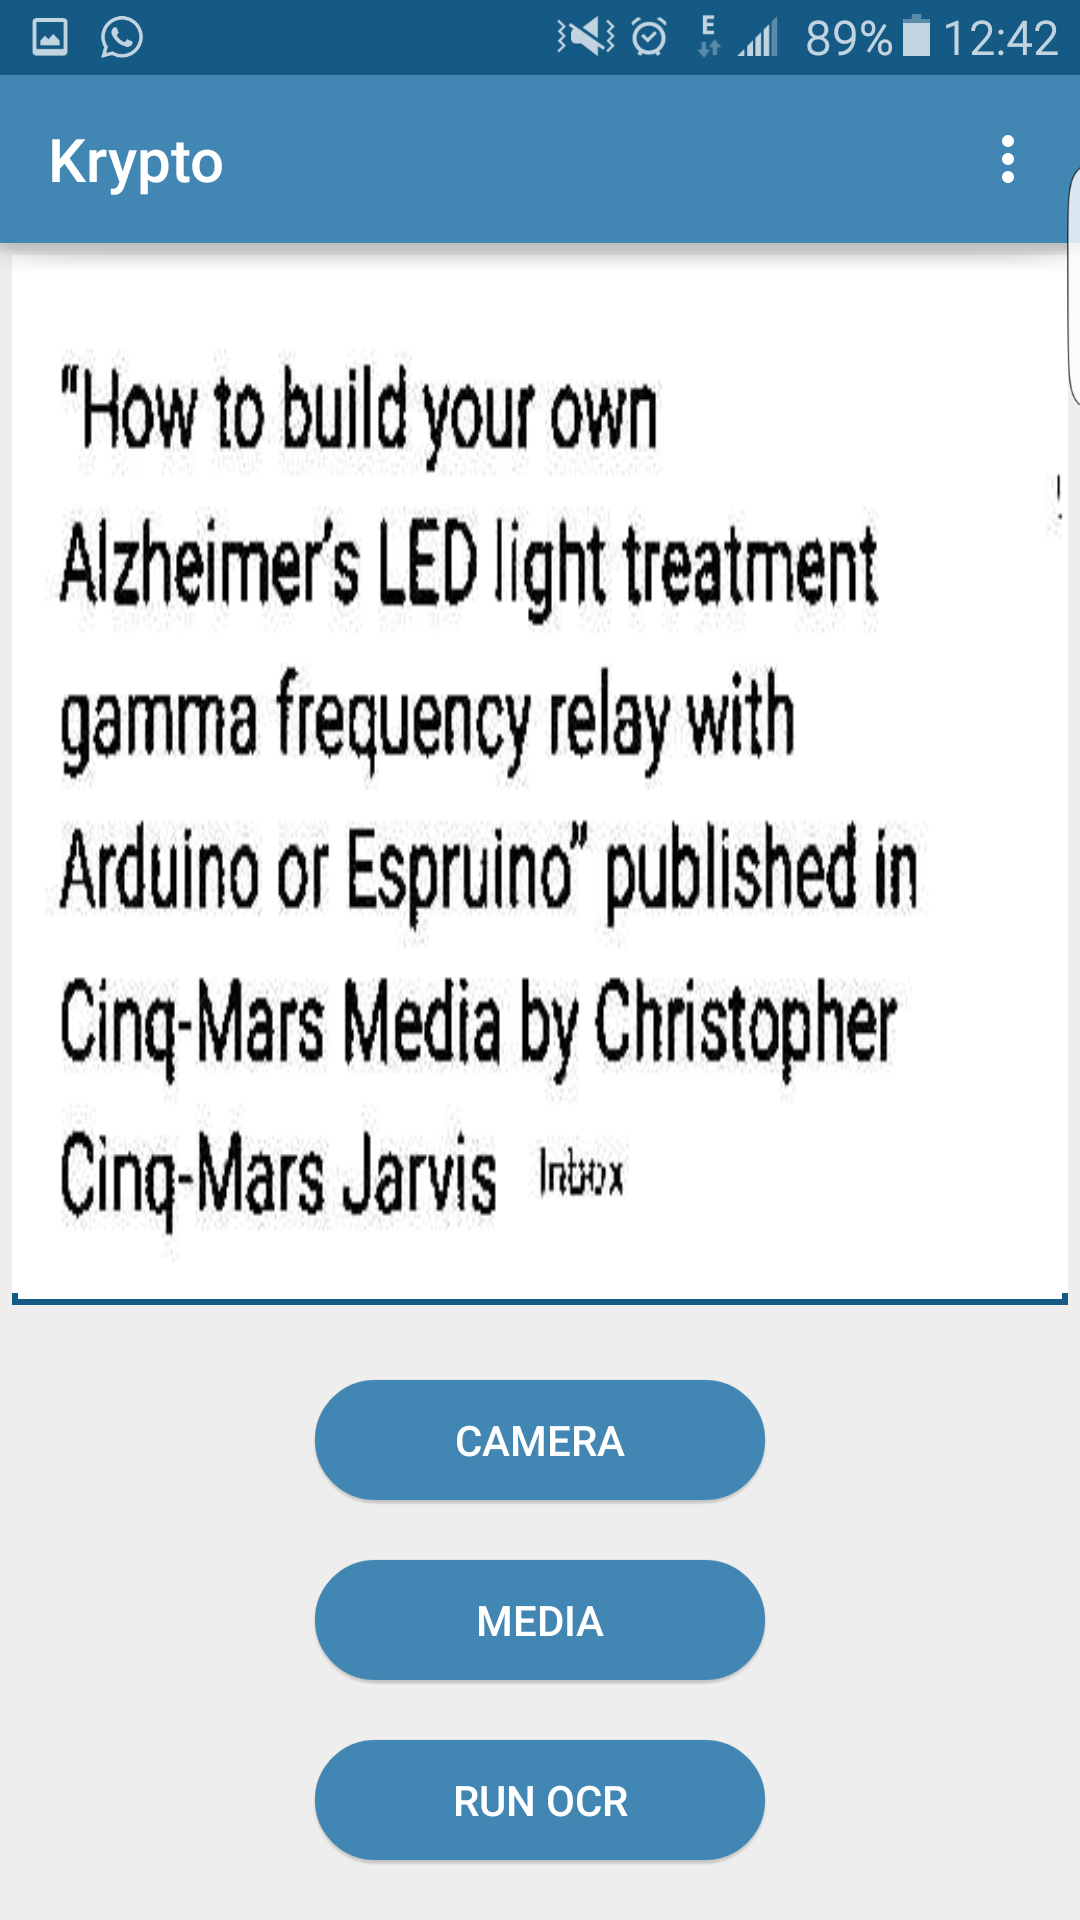 E 89% 12:42
Krypto
“How to build your own
Alzheimer’s LED light treatment
gamma frequency relay with
Arduino or Espruino” published in
Cinq-Mars Media by Christopher
Cinq-Mars Jarvis Inbox
CAMERA
MEDIA
RUN OCR